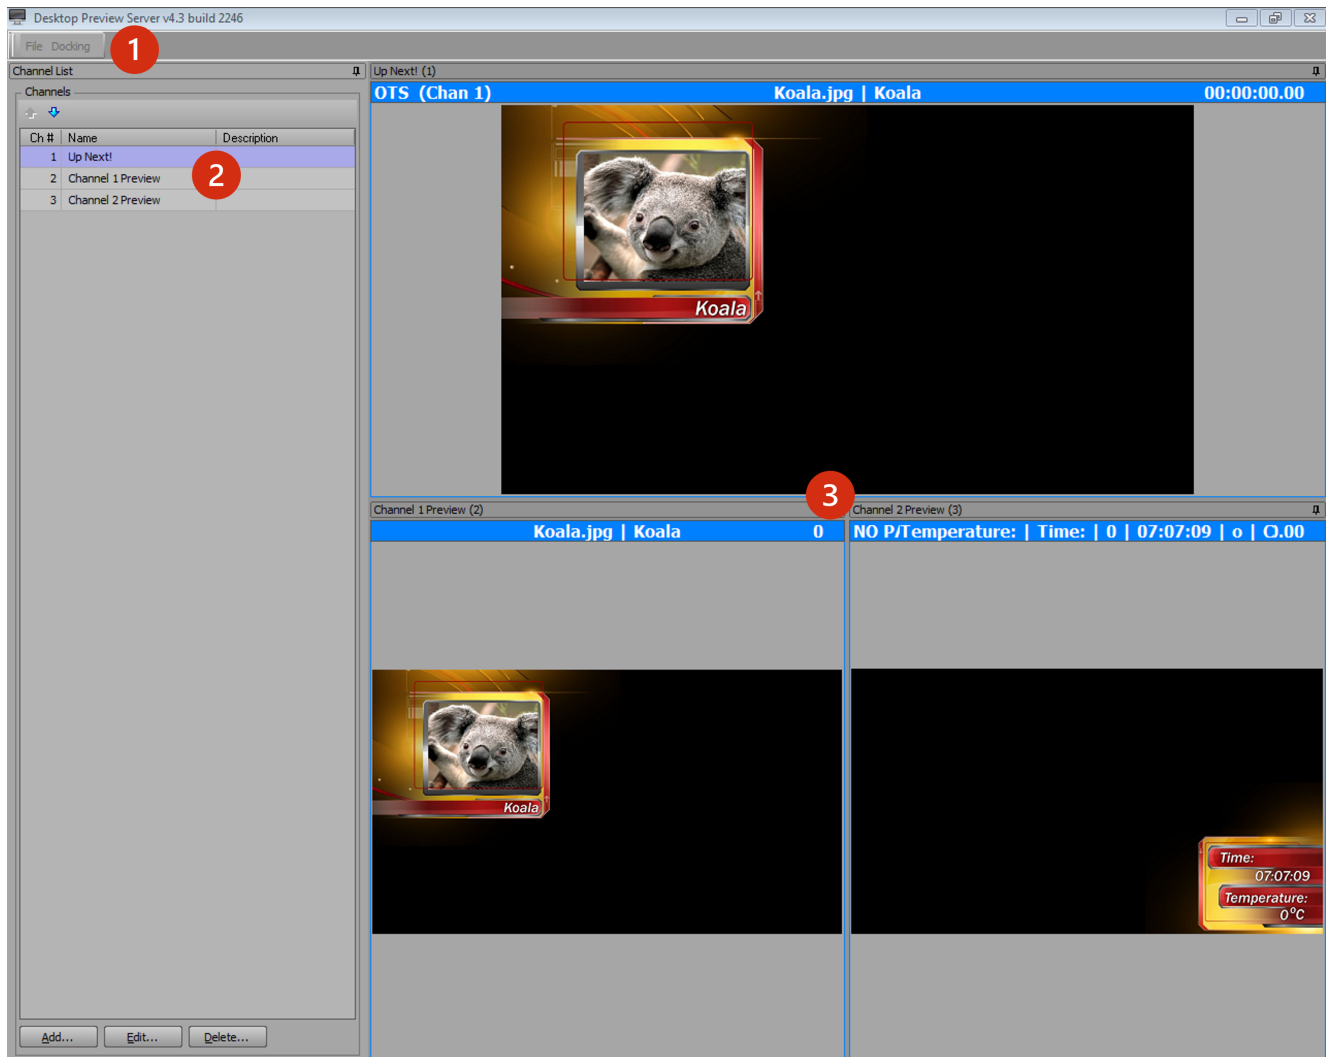 Desktop Preview Server v4.3 build 2246
File Docking
1
Channel List
Channels
Ch # Name Description
1 Up Next!
2 Channel 1 Preview
2
3 Channel 2 Preview
Add... Edit... Delete...
Up Next! (1)
OTS (Chan 1) Koala.jpg | Koala 00:00:00.00
Koala
3
Channel 1 Preview (2)
Koala.jpg | Koala 0
Koala
Channel 2 Preview (3)
NO P/Temperature: | Time: | 0 | 07:07:09 | o | O.00
Time:
07:07:09
Temperature:
0°C